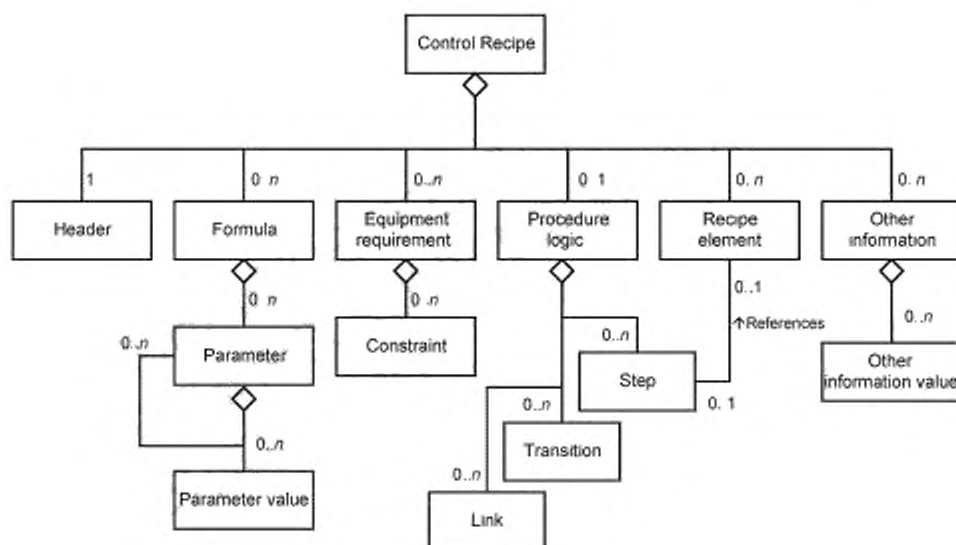 Control Recipe
1
0 n
0..n
0 1
0. n
0. n
Header
Formula
Equipment
requirement
Procedure
logic
Recipe
element
Other
information
0 n
0 .n
0..1
↑References
0..n
0..n
0..n
Parameter
Constraint
Step
Other
information value
0. 1
0..n
0..n
Transition
0..n
Parameter value
Link